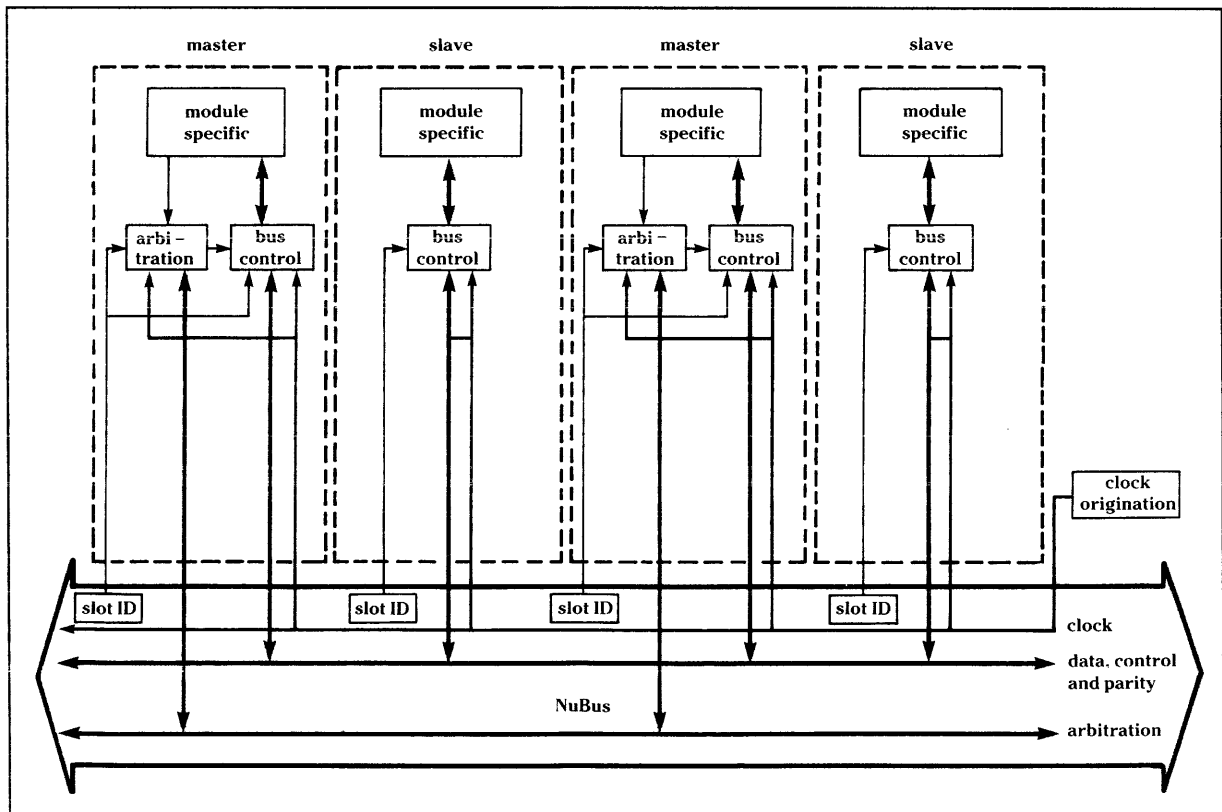 master
slave
master
slave
module
specific
module
specific
module
specific
module
specific
arbi -
tration
bus
control
bus
control
arbi -
tration
bus
control
bus
control
clock
origination
slot ID
slot ID
slot ID
slot ID
clock
data, control
and parity
NuBus
arbitration